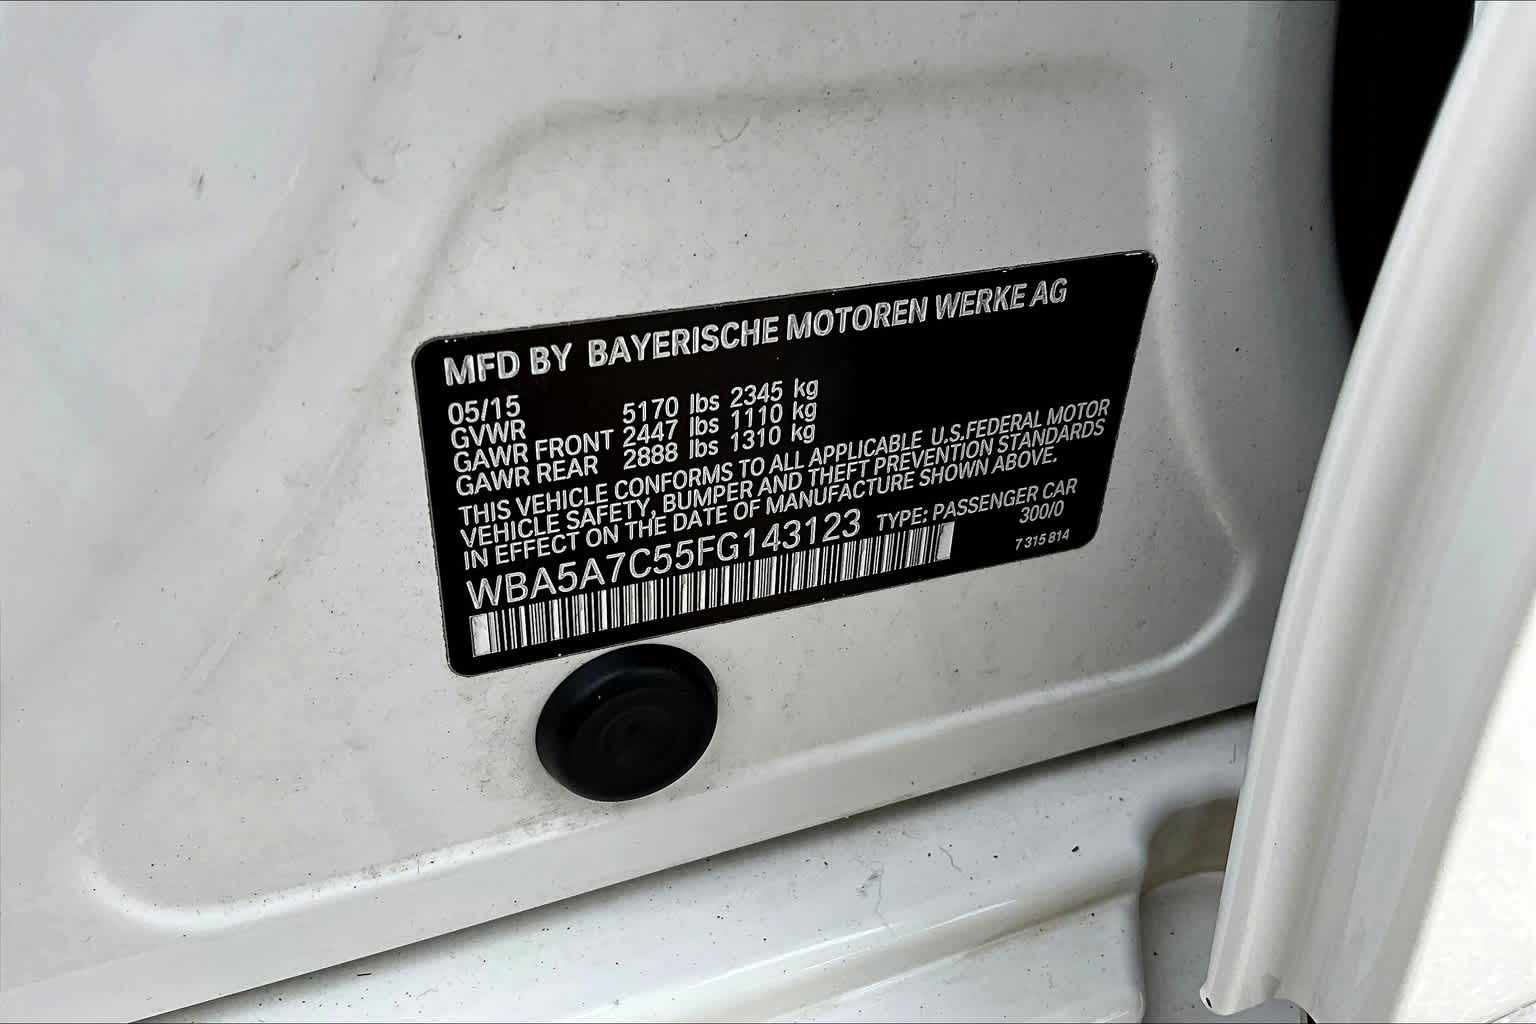 MFD BY BAYERISCHE MOTOREN WERKE AG
05/15
GVWR 5170 lbs 2345 kg
GAWR FRONT 2447 lbs 1110 kg
GAWR REAR 2888 lbs 1310 kg
THIS VEHICLE CONFORMS TO ALL APPLICABLE U.S.FEDERAL MOTOR
VEHICLE SAFETY, BUMPER AND THEFT PREVENTION STANDARDS
IN EFFECT ON THE DATE OF MANUFACTURE SHOWN ABOVE.
WBA5A7C55FG143123 TYPE: PASSENGER CAR
300/0
7 315 814